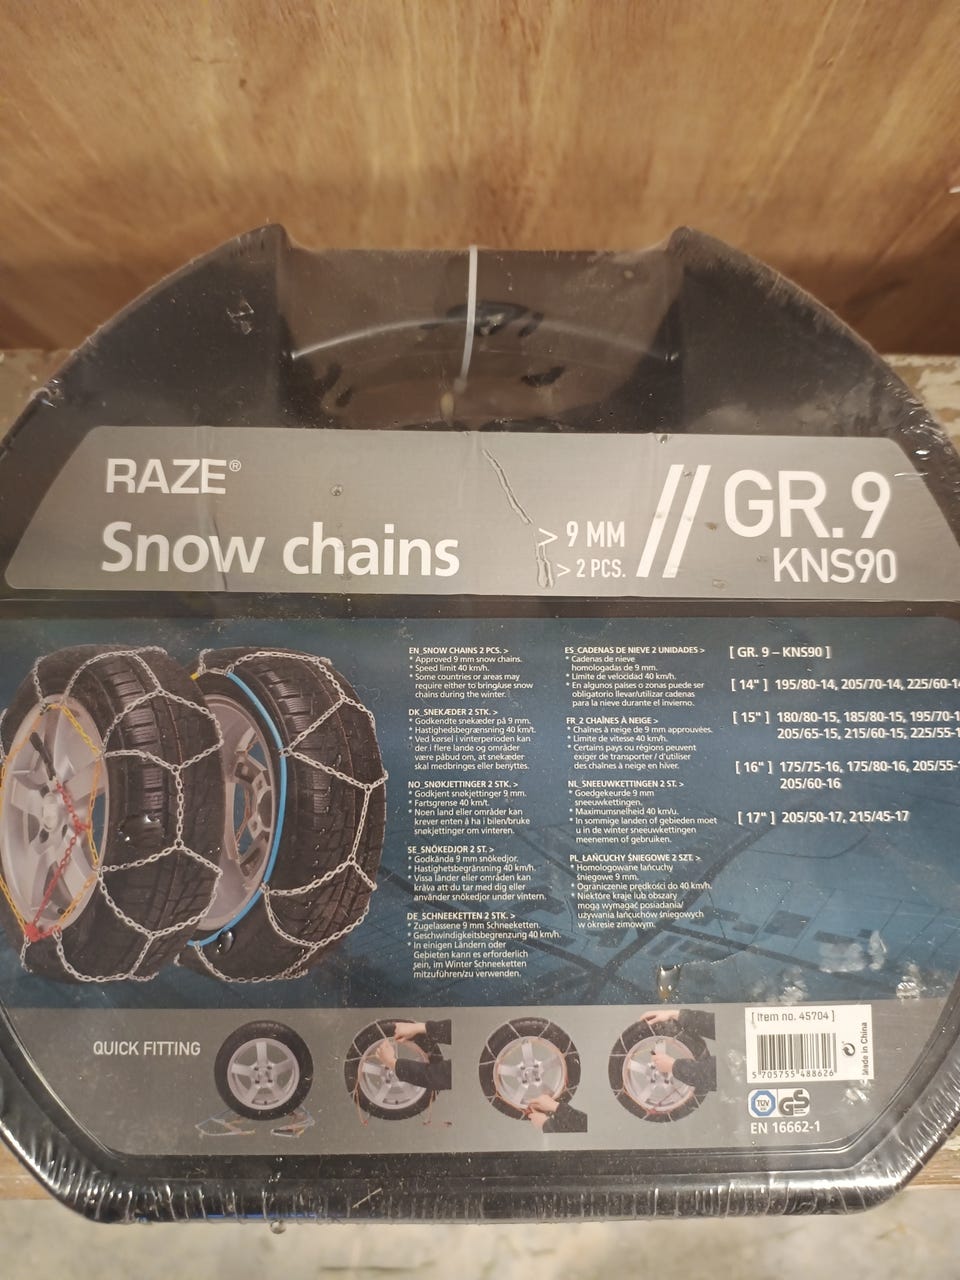 RAZE®
Snow chains
> 9 MM
> 2 PCS.
// GR.9
KNS90
EN_SNOW CHAINS 2 PCS. >
* Approved 9 mm snow chains.
* Speed limit 40 km/h.
* Some countries or areas may
require either to bring/use snow
chains during the winter.
DK_SNEKÆDER 2 STK. >
* Godkendte snekæder på 9 mm.
* Hastighedsbegrænsning 40 km/t.
* Ved kørsel i vinterperioden kan
der i flere lande og områder
være påbud om, at snekæder
skal medbringes eller benyttes.
NO_SNØKJETTINGER 2 STK. >
* Godkjent snøkjettinger 9 mm.
* Fartsgrense 40 km/t.
* Noen land eller områder kan
krever enten å ha i bilen/bruke
snøkjettinger om vinteren.
SE_SNÖKEDJOR 2 ST. >
* Godkända 9 mm snökedjor.
* Hastighetsbegränsning 40 km/h.
* Vissa länder eller områden kan
kräva att du tar med dig eller
använder snökedjor under vintern.
DE_SCHNEEKETTEN 2 STK. >
* Zugelassene 9 mm Schneeketten.
* Geschwindigkeitsbegrenzung 40 km/h.
* In einigen Ländern oder
Gebieten kann es erforderlich
sein, im Winter Schneeketten
mitzuführen/zu verwenden.
ES_CADENAS DE NIEVE 2 UNIDADES >
* Cadenas de nieve
homologadas de 9 mm.
* Límite de velocidad 40 km/h.
* En algunos países o zonas puede ser
obligatorio llevar/utilizar cadenas
para la nieve durante el invierno.
FR_2 CHAÎNES À NEIGE >
* Chaînes à neige de 9 mm approuvées.
* Limite de vitesse 40 km/h.
* Certains pays ou régions peuvent
exiger de transporter / d'utiliser
des chaînes à neige en hiver.
NL_SNEEUWKETTINGEN 2 ST. >
* Goedgekeurde 9 mm
sneeuwkettingen.
* Maximumsnelheid 40 km/u.
* In sommige landen of gebieden moet
u in de winter sneeuwkettingen
meenemen of gebruiken.
PL_ŁAŃCUCHY ŚNIEGOWE 2 SZT. >
* Homologowane łańcuchy
śniegowe 9 mm.
* Ograniczenie prędkości do 40 km/h.
* Niektóre kraje lub obszary
mogą wymagać posiadania/
używania łańcuchów śniegowych
w okresie zimowym.
[ GR. 9 – KNS90 ]
[ 14" ] 195/80-14, 205/70-14, 225/60-14
[ 15" ] 180/80-15, 185/80-15, 195/70-1
205/65-15, 215/60-15, 225/55-1
[ 16" ] 175/75-16, 175/80-16, 205/55-1
205/60-16
[ 17" ] 205/50-17, 215/45-17
QUICK FITTING
[ Item no. 45704 ]
5 705755 488626
Made in China
TÜV
GS
EN 16662-1